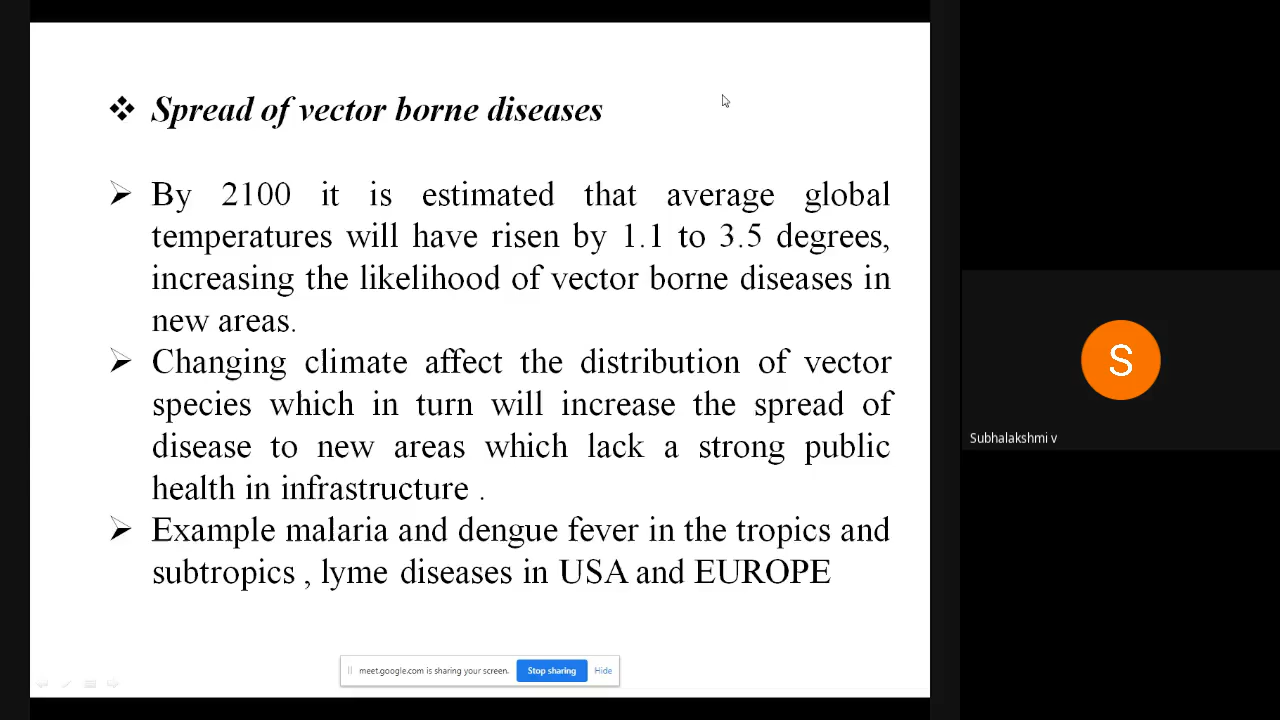 Spread of vector borne diseases
By 2100 it is estimated that average global
temperatures will have risen by 1.1 to 3.5 degrees,
increasing the likelihood of vector borne diseases in
new areas.
Changing climate affect the distribution of vector
species which in turn will increase the spread of
disease to new areas which lack a strong public
health in infrastructure .
Example malaria and dengue fever in the tropics and
subtropics , lyme diseases in USA and EUROPE
meet.google.com is sharing your screen. Stop sharing Hide
S
Subhalakshmi v